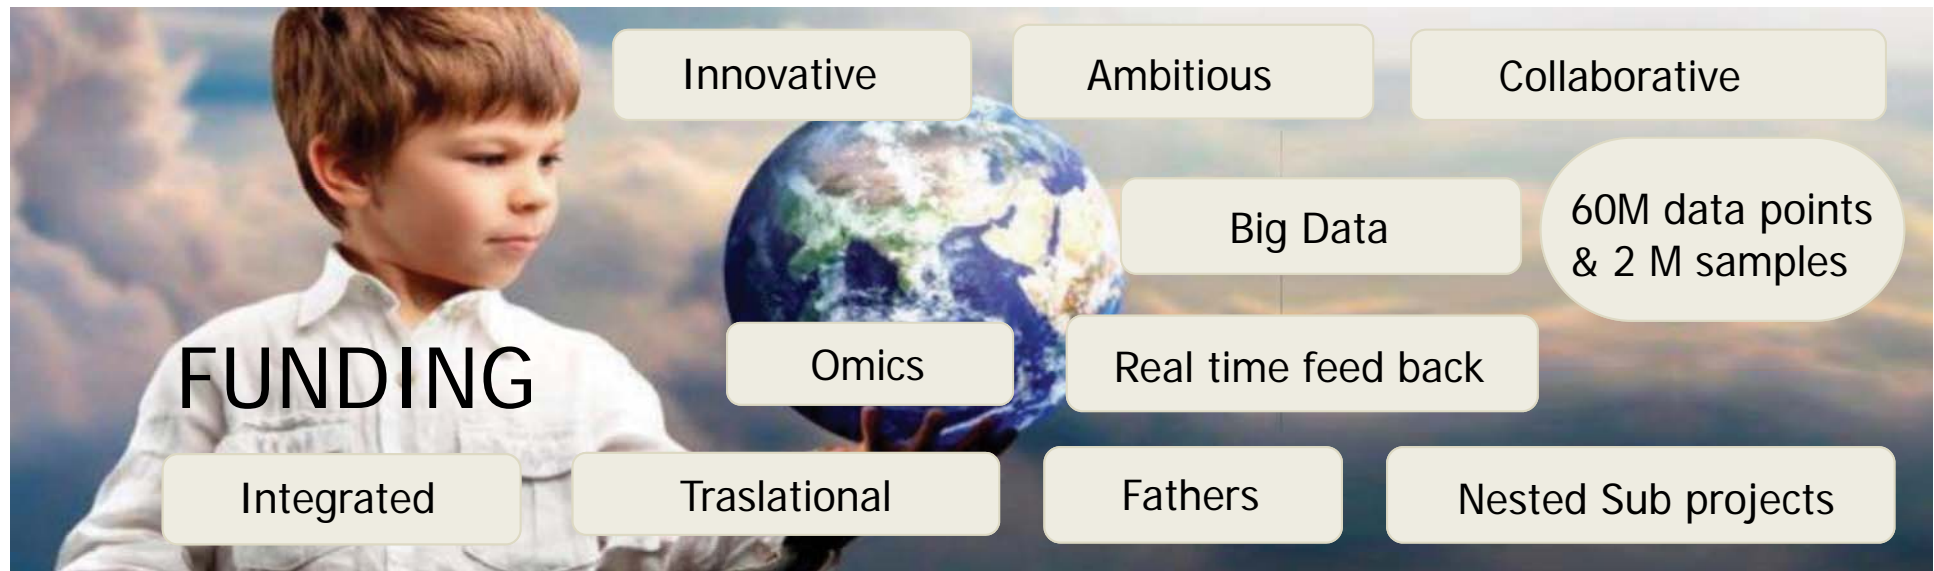 Innovative
Ambitious
Collaborative
Big Data
60M data points
& 2 M samples
FUNDING
Omics
Real time feed back
Integrated
Traslational
Fathers
Nested Sub projects